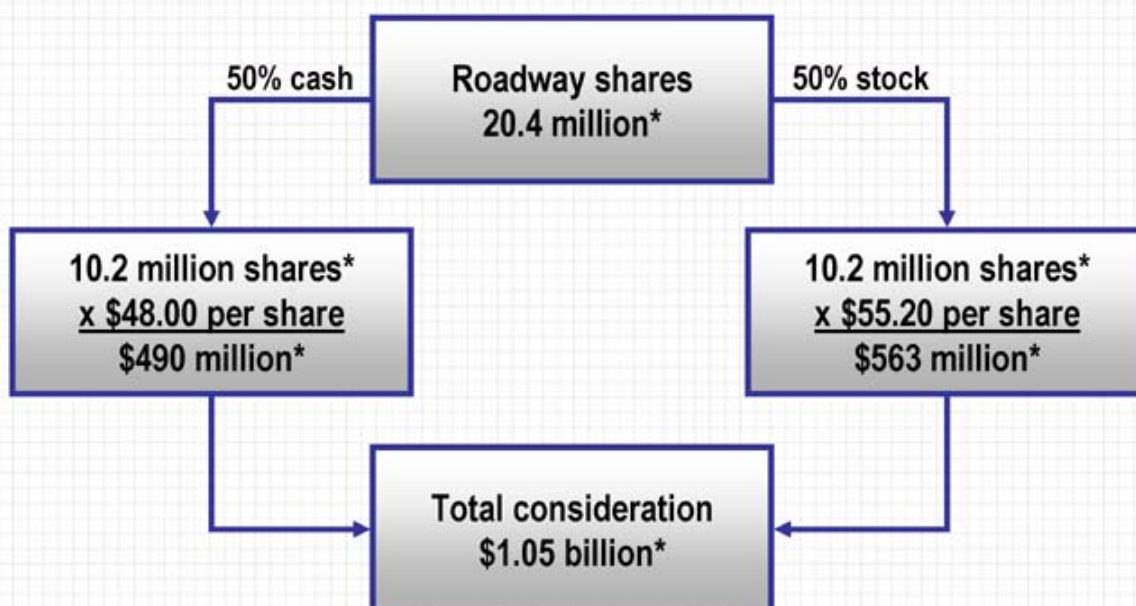 50% cash
Roadway shares
20.4 million*
50% stock
10.2 million shares*
x $48.00 per share
$490 million*
10.2 million shares*
x $55.20 per share
$563 million*
Total consideration
$1.05 billion*